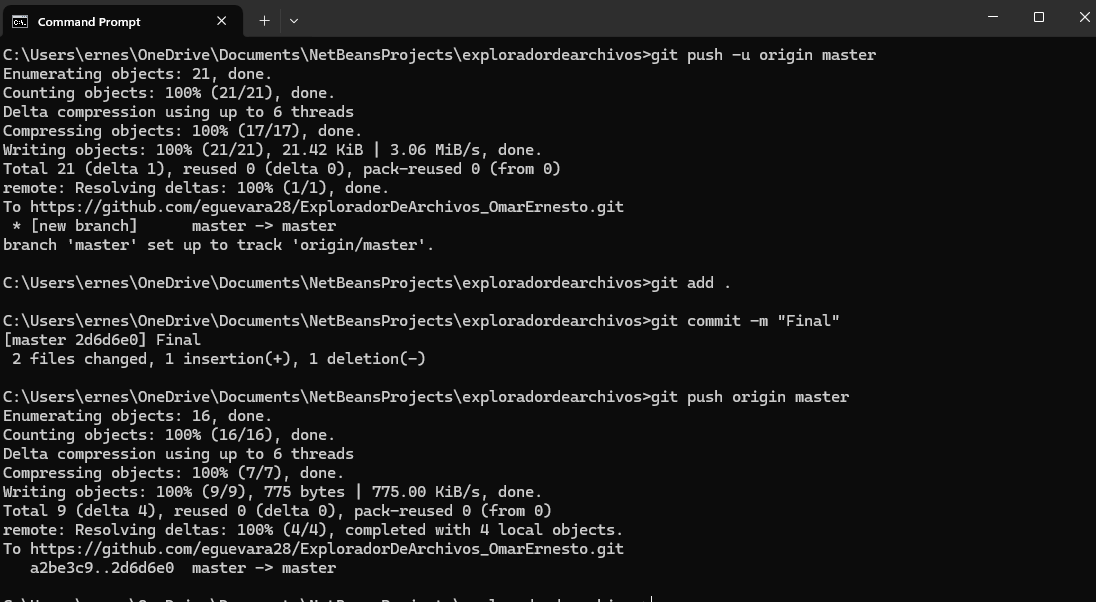 Command Prompt
C:\Users\ernes\OneDrive\Documents\NetBeansProjects\exploradordearchivos>git push -u origin master
Enumerating objects: 21, done.
Counting objects: 100% (21/21), done.
Delta compression using up to 6 threads
Compressing objects: 100% (17/17), done.
Writing objects: 100% (21/21), 21.42 KiB | 3.06 MiB/s, done.
Total 21 (delta 1), reused 0 (delta 0), pack-reused 0 (from 0)
remote: Resolving deltas: 100% (1/1), done.
To https://github.com/eguevara28/ExploradorDeArchivos_OmarErnesto.git
 * [new branch]      master -> master
branch 'master' set up to track 'origin/master'.
C:\Users\ernes\OneDrive\Documents\NetBeansProjects\exploradordearchivos>git add .
C:\Users\ernes\OneDrive\Documents\NetBeansProjects\exploradordearchivos>git commit -m "Final"
[master 2d6d6e0] Final
 2 files changed, 1 insertion(+), 1 deletion(-)
C:\Users\ernes\OneDrive\Documents\NetBeansProjects\exploradordearchivos>git push origin master
Enumerating objects: 16, done.
Counting objects: 100% (16/16), done.
Delta compression using up to 6 threads
Compressing objects: 100% (7/7), done.
Writing objects: 100% (9/9), 775 bytes | 775.00 KiB/s, done.
Total 9 (delta 4), reused 0 (delta 0), pack-reused 0 (from 0)
remote: Resolving deltas: 100% (4/4), completed with 4 local objects.
To https://github.com/eguevara28/ExploradorDeArchivos_OmarErnesto.git
   a2be3c9..2d6d6e0  master -> master